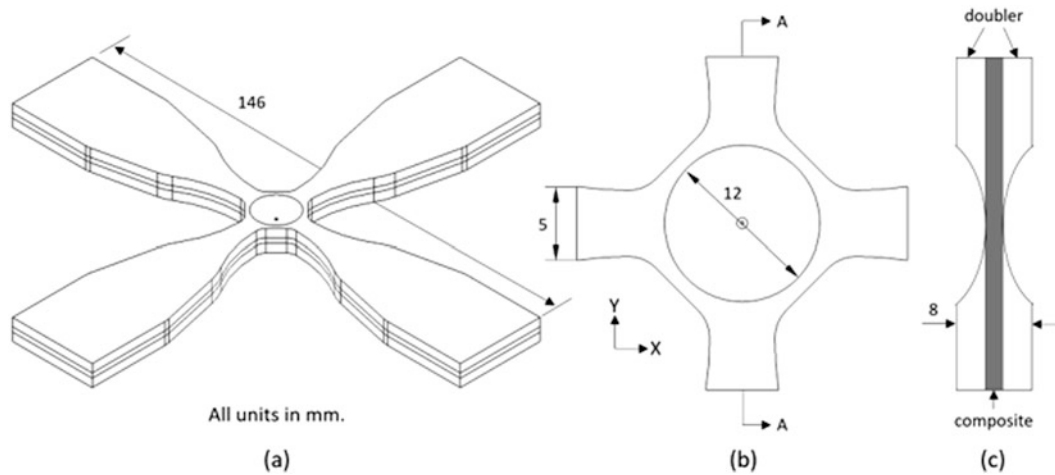 146
All units in mm.
(a)
A
12
5
Y
X
A
(b)
doubler
8
composite
(c)